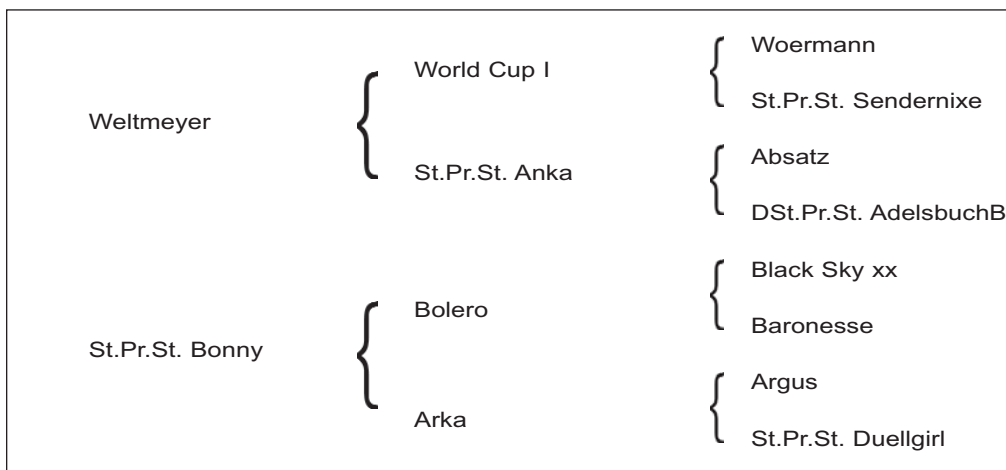 Woermann
World Cup I
St.Pr.St. Sendernixe
Weltmeyer
Absatz
St.Pr.St. Anka
DSt.Pr.St. AdelsbuchB
Black Sky xx
Bolero
Baronesse
St.Pr.St. Bonny
Argus
Arka
St.Pr.St. Duellgirl